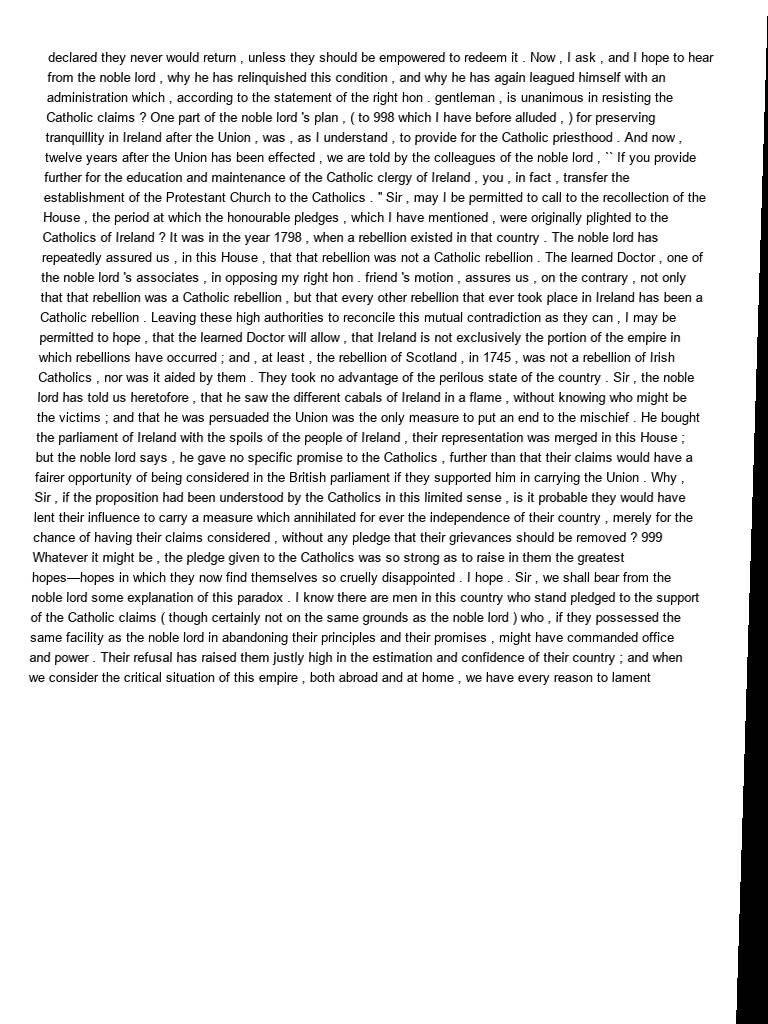 declared they never would return , unless they should be empowered to redeem it . Now , I ask , and I hope to hear
from the noble lord , why he has relinquished this condition , and why he has again leagued himself with an
administration which , according to the statement of the right hon . gentleman , is unanimous in resisting the
Catholic claims ? One part of the noble lord 's plan , ( to 998 which I have before alluded , ) for preserving
tranquillity in Ireland after the Union , was , as I understand , to provide for the Catholic priesthood . And now ,
twelve years after the Union has been effected , we are told by the colleagues of the noble lord , `` If you provide
further for the education and maintenance of the Catholic clergy of Ireland , you , in fact , transfer the
establishment of the Protestant Church to the Catholics . " Sir , may I be permitted to call to the recollection of the
House , the period at which the honourable pledges , which I have mentioned , were originally plighted to the
Catholics of Ireland ? It was in the year 1798 , when a rebellion existed in that country . The noble lord has
repeatedly assured us , in this House , that that rebellion was not a Catholic rebellion . The learned Doctor , one of
the noble lord 's associates , in opposing my right hon . friend 's motion , assures us , on the contrary , not only
that that rebellion was a Catholic rebellion , but that every other rebellion that ever took place in Ireland has been a
Catholic rebellion . Leaving these high authorities to reconcile this mutual contradiction as they can , I may be
permitted to hope , that the learned Doctor will allow , that Ireland is not exclusively the portion of the empire in
which rebellions have occurred ; and , at least , the rebellion of Scotland , in 1745 , was not a rebellion of Irish
Catholics , nor was it aided by them . They took no advantage of the perilous state of the country . Sir , the noble
lord has told us heretofore , that he saw the different cabals of Ireland in a flame , without knowing who might be
the victims ; and that he was persuaded the Union was the only measure to put an end to the mischief . He bought
the parliament of Ireland with the spoils of the people of Ireland , their representation was merged in this House ;
but the noble lord says , he gave no specific promise to the Catholics , further than that their claims would have a
fairer opportunity of being considered in the British parliament if they supported him in carrying the Union . Why ,
Sir , if the proposition had been understood by the Catholics in this limited sense , is it probable they would have
lent their influence to carry a measure which annihilated for ever the independence of their country , merely for the
chance of having their claims considered , without any pledge that their grievances should be removed ? 999
Whatever it might be , the pledge given to the Catholics was so strong as to raise in them the greatest
hopes—hopes in which they now find themselves so cruelly disappointed . I hope . Sir , we shall bear from the
noble lord some explanation of this paradox . I know there are men in this country who stand pledged to the support
of the Catholic claims ( though certainly not on the same grounds as the noble lord ) who , if they possessed the
same facility as the noble lord in abandoning their principles and their promises , might have commanded office
and power . Their refusal has raised them justly high in the estimation and confidence of their country ; and when
we consider the critical situation of this empire , both abroad and at home , we have every reason to lament